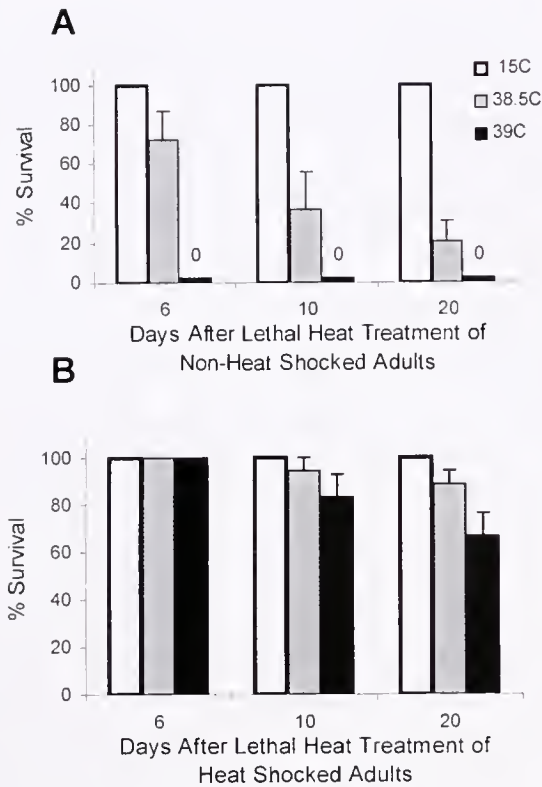 A
100
80
60
40
20
0
% Survival
15C
38.5C
39C
0
0
0
6
10
20
Days After Lethal Heat Treatment of
Non-Heat Shocked Adults
B
100
80
60
40
20
0
% Survival
6
10
20
Days After Lethal Heat Treatment of
Heat Shocked Adults